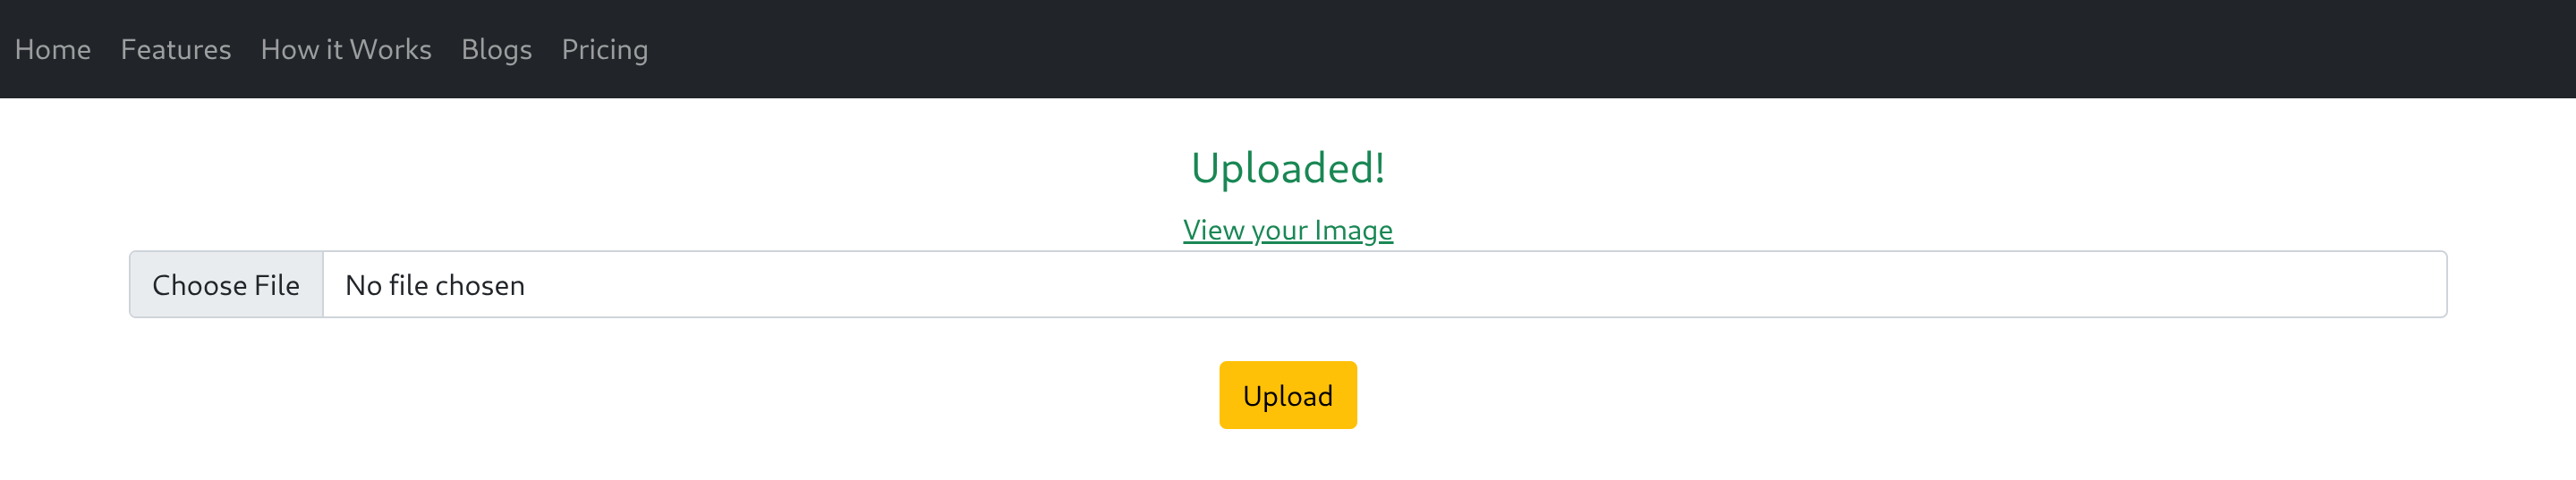 Home Features How it Works Blogs Pricing
Uploaded!
View your Image
Choose File No file chosen
Upload